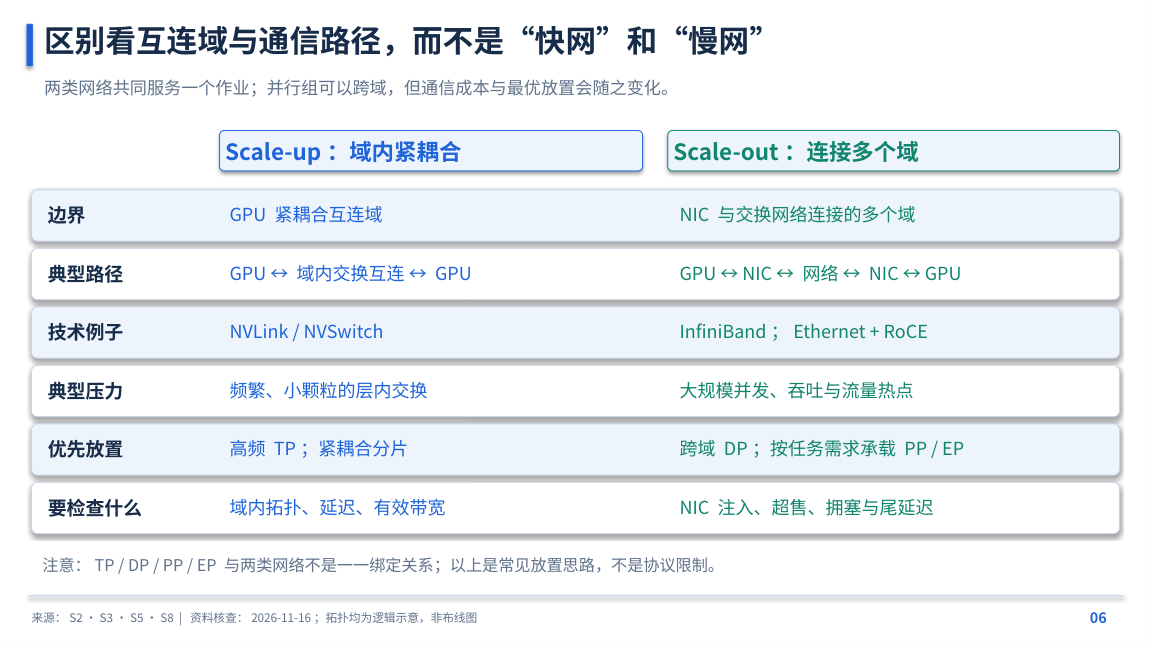 区别看互连域与通信路径，而不是“快网”和“慢网”
两类网络共同服务一个作业；并行组可以跨域，但通信成本与最优放置会随之变化。
Scale-up： 域内紧耦合
Scale-out： 连接多个域
边界
GPU 紧耦合互连域
NIC 与交换网络连接的多个域
典型路径
GPU ↔ 域内交换互连 ↔ GPU
GPU ↔ NIC ↔ 网络 ↔ NIC ↔ GPU
技术例子
NVLink / NVSwitch
InfiniBand； Ethernet + RoCE
典型压力
频繁、小颗粒的层内交换
大规模并发、吞吐与流量热点
优先放置
高频 TP；紧耦合分片
跨域 DP；按任务需求承载 PP / EP
要检查什么
域内拓扑、延迟、有效带宽
NIC 注入、超售、拥塞与尾延迟
注意： TP / DP / PP / EP 与两类网络不是一一绑定关系；以上是常见放置思路，不是协议限制。
来源： S2 · S3 · S5 · S8 | 资料核查： 2026-11-16；拓扑均为逻辑示意，非布线图
06